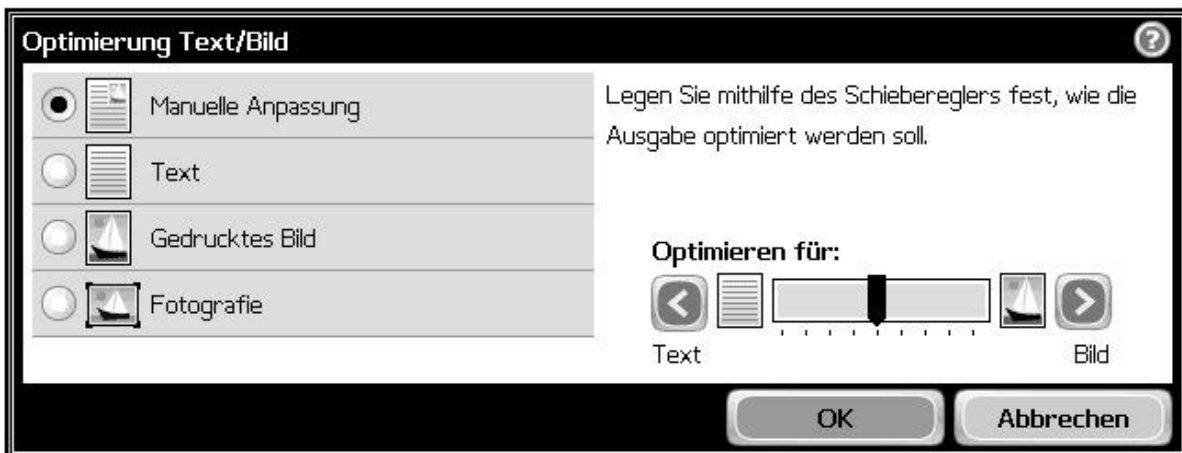 Optimierung Text/Bild
?
Manuelle Anpassung
Text
Gedrucktes Bild
Fotografie
Legen Sie mithilfe des Schiebereglers fest, wie die
Ausgabe optimiert werden soll.
Optimieren für:
Text
Bild
OK
Abbrechen